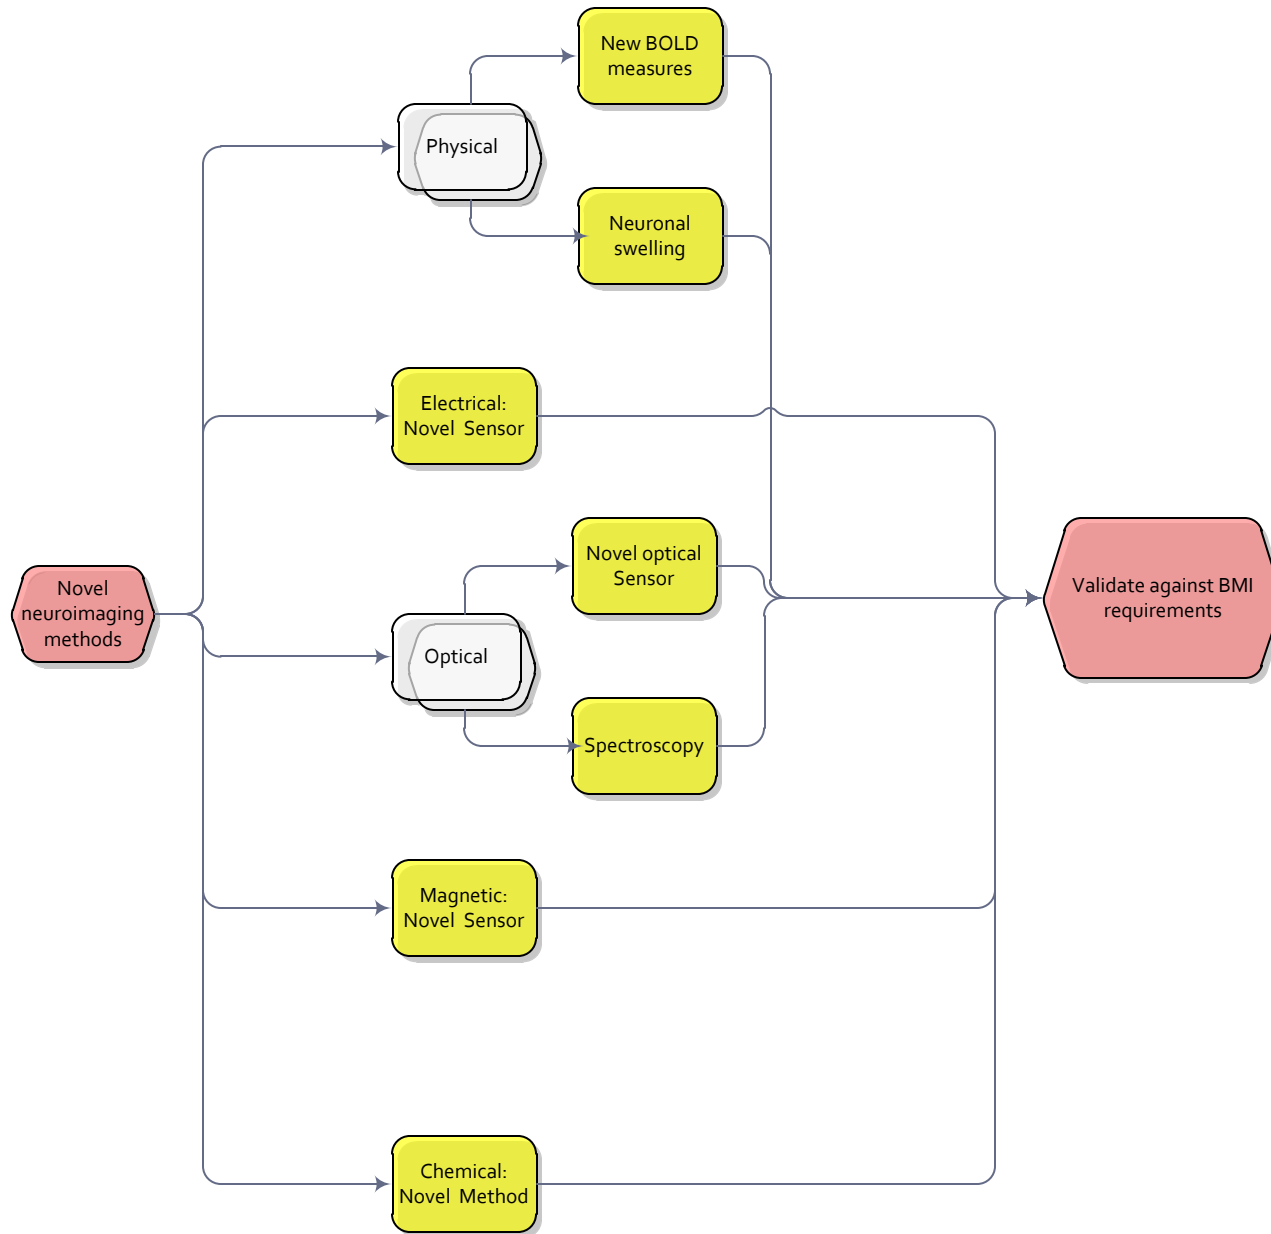 New BOLD
measures
Physical
Neuronal
swelling
Electrical:
Novel Sensor
Novel optical
Sensor
Novel
neuroimaging
methods
Validate against BMI
requirements
Optical
Spectroscopy
Magnetic:
Novel Sensor
Chemical:
Novel Method